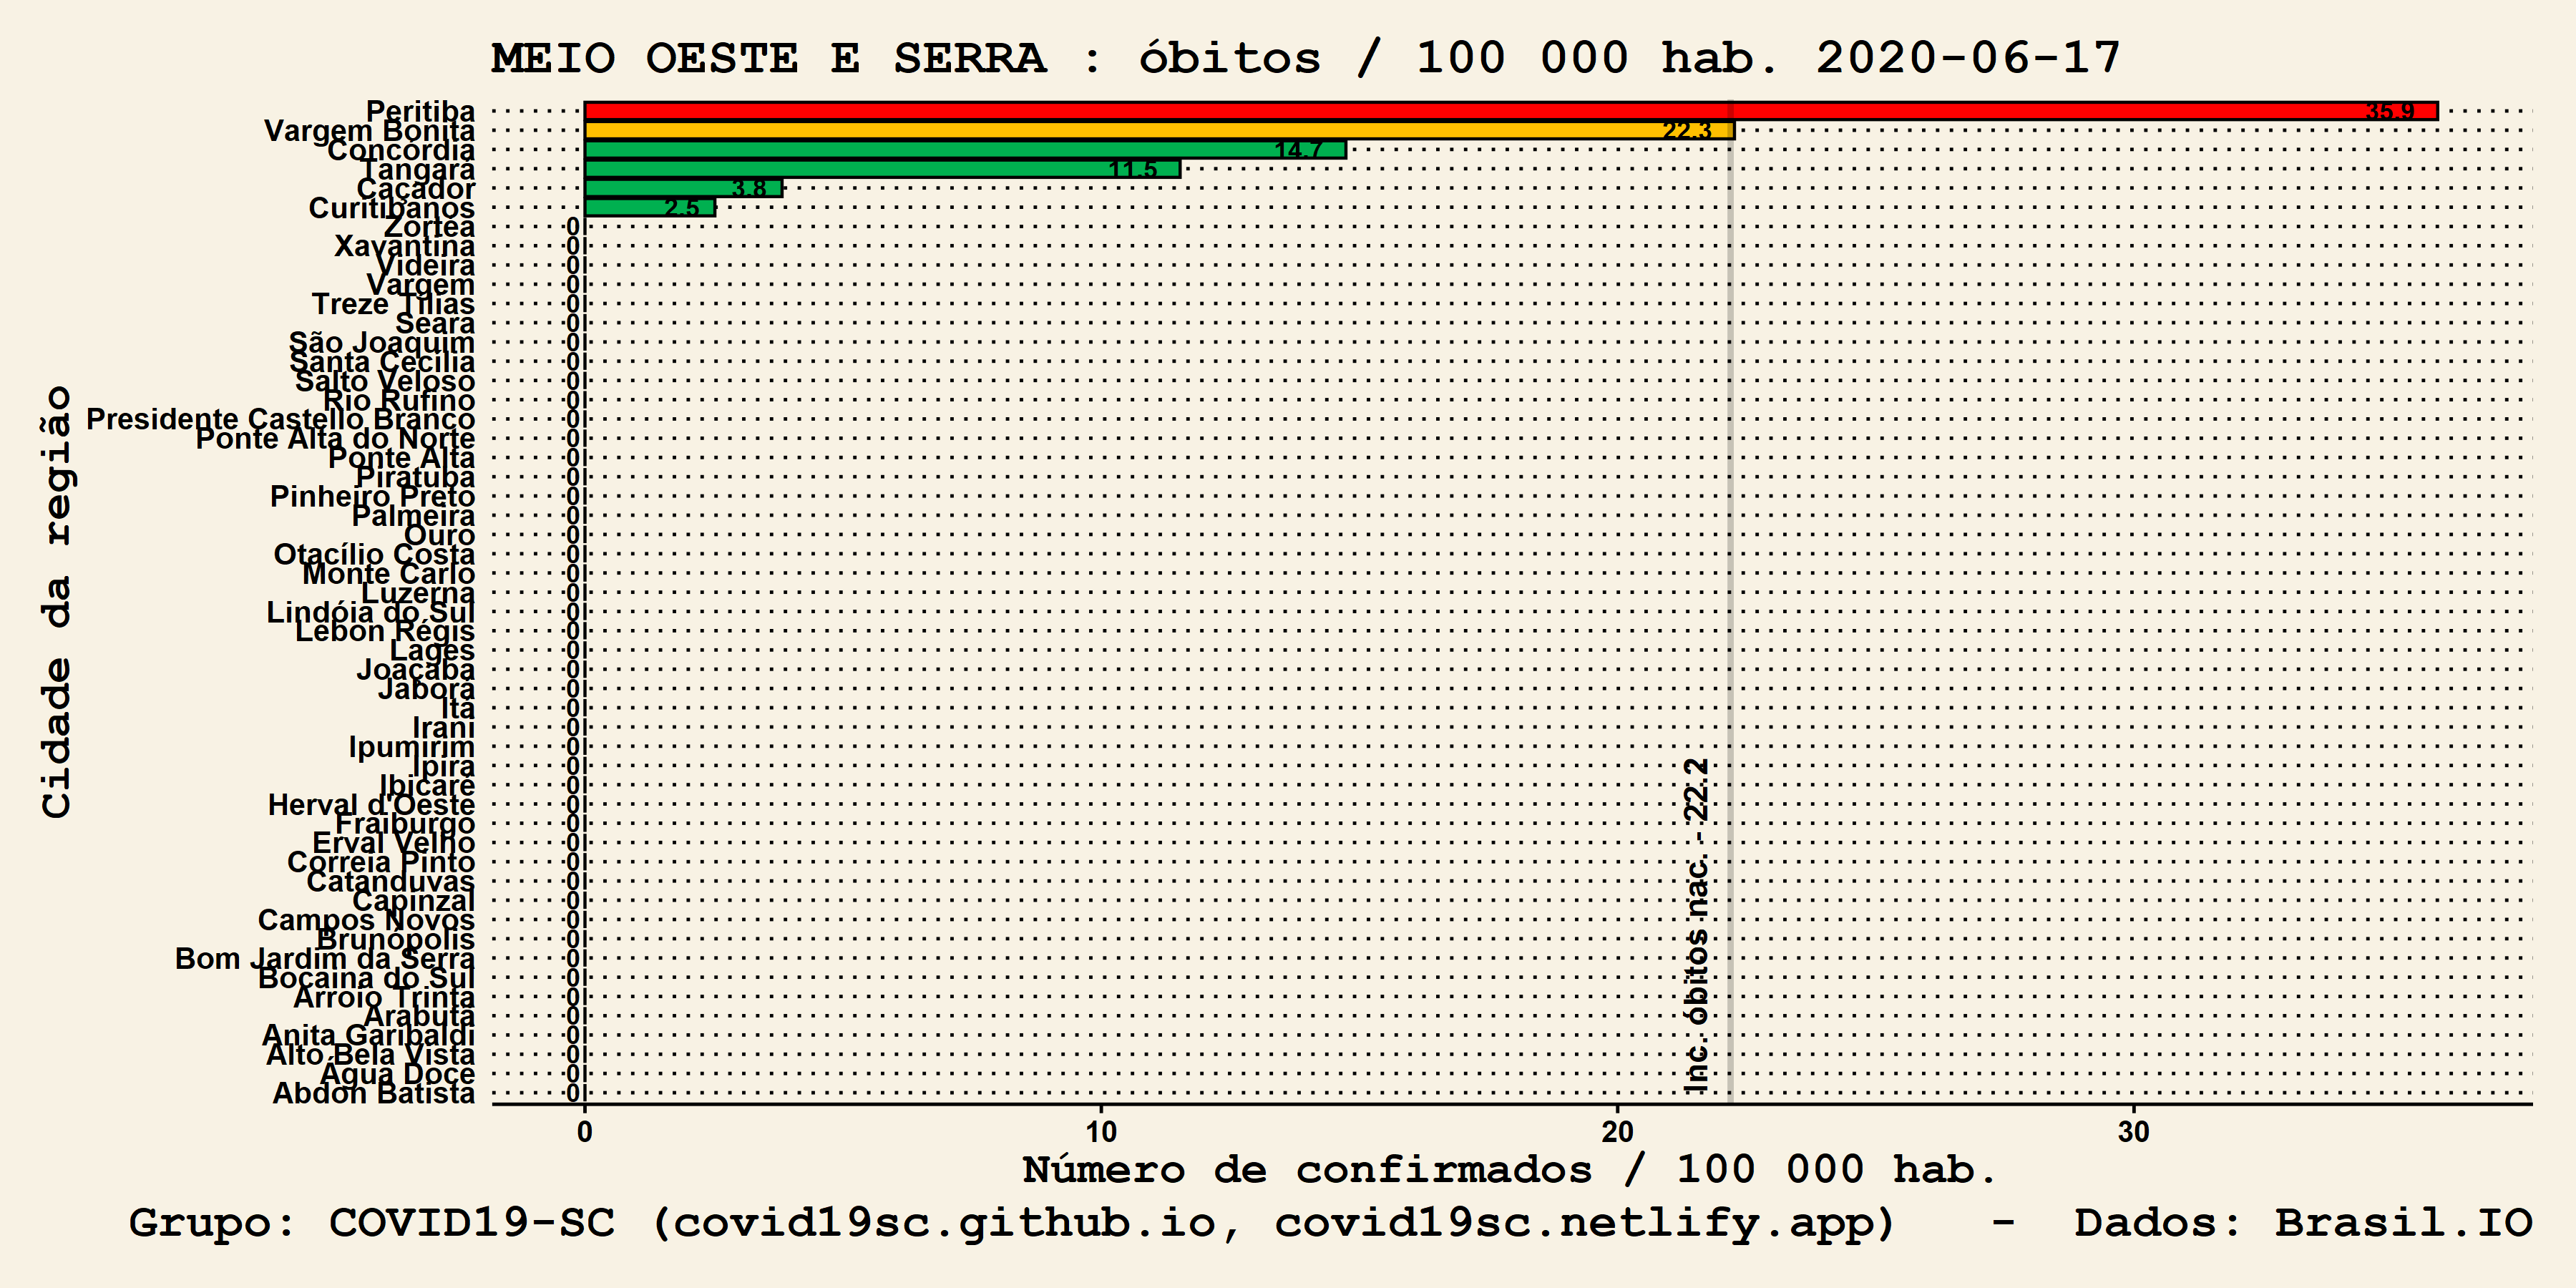 MEIO OESTE E SERRA : óbitos / 100 000 hab. 2020-06-17
Cidade da região
Peritiba 35.9
Vargem Bonita 22.3
Concórdia 14.7
Tangará 11.5
Caçador 3.8
Curitibanos 2.5
Zortéa 0
Xavantina 0
Videira 0
Vargem 0
Treze Tílias 0
Seara 0
São Joaquim 0
Santa Cecília 0
Salto Veloso 0
Rio Rufino 0
Presidente Castello Branco 0
Ponte Alta do Norte 0
Ponte Alta 0
Piratuba 0
Pinheiro Preto 0
Palmeira 0
Ouro 0
Otacílio Costa 0
Monte Carlo 0
Luzerna 0
Lindóia do Sul 0
Lebon Régis 0
Lages 0
Joaçaba 0
Jaborá 0
Itá 0
Irani 0
Ipumirim 0
Ipira 0
Ibicaré 0
Herval d'Oeste 0
Fraiburgo 0
Erval Velho 0
Correia Pinto 0
Catanduvas 0
Capinzal 0
Campos Novos 0
Brunópolis 0
Bom Jardim da Serra 0
Bocaina do Sul 0
Arroio Trinta 0
Arabutã 0
Anita Garibaldi 0
Alto Bela Vista 0
Água Doce 0
Abdon Batista 0
Inc. óbitos nac. - 22.2
0 10 20 30
Número de confirmados / 100 000 hab.
Grupo: COVID19-SC (covid19sc.github.io, covid19sc.netlify.app) - Dados: Brasil.IO